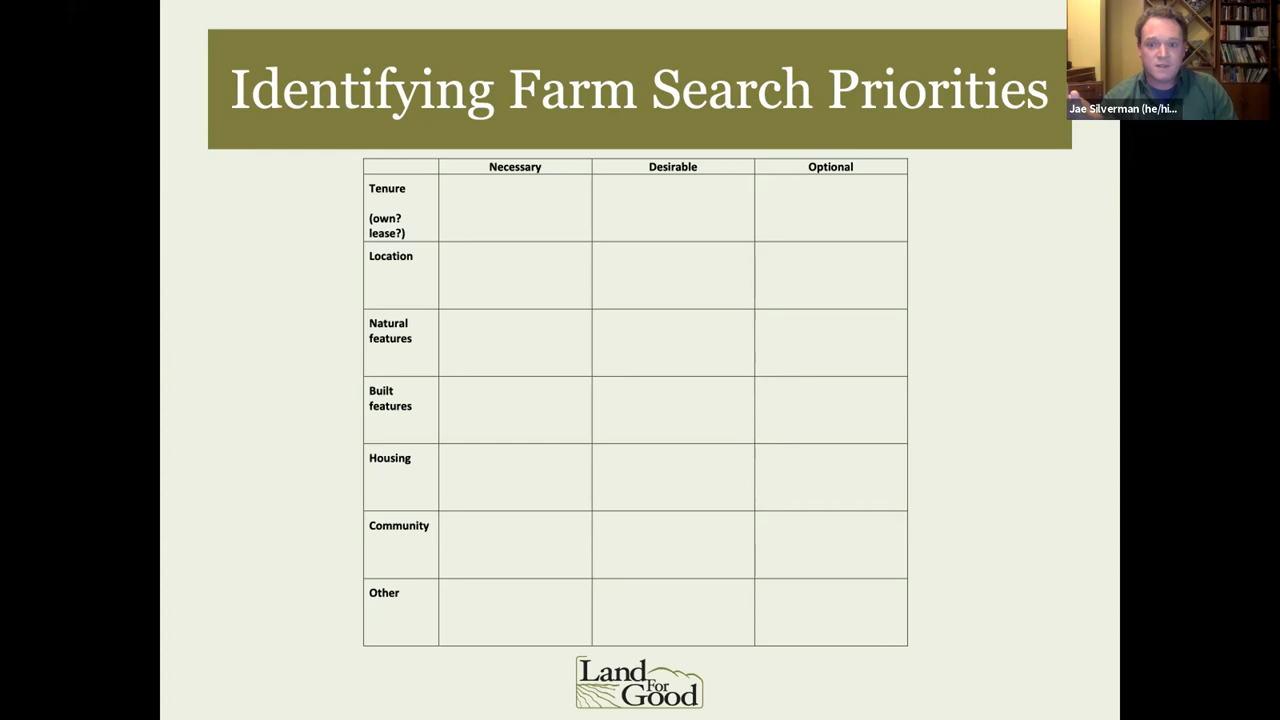 Identifying Farm Search Priorities
Jae Silverman (he/hi...
Necessary Desirable Optional
Tenure
(own?
lease?)
Location
Natural
features
Built
features
Housing
Community
Other
Land
For
Good